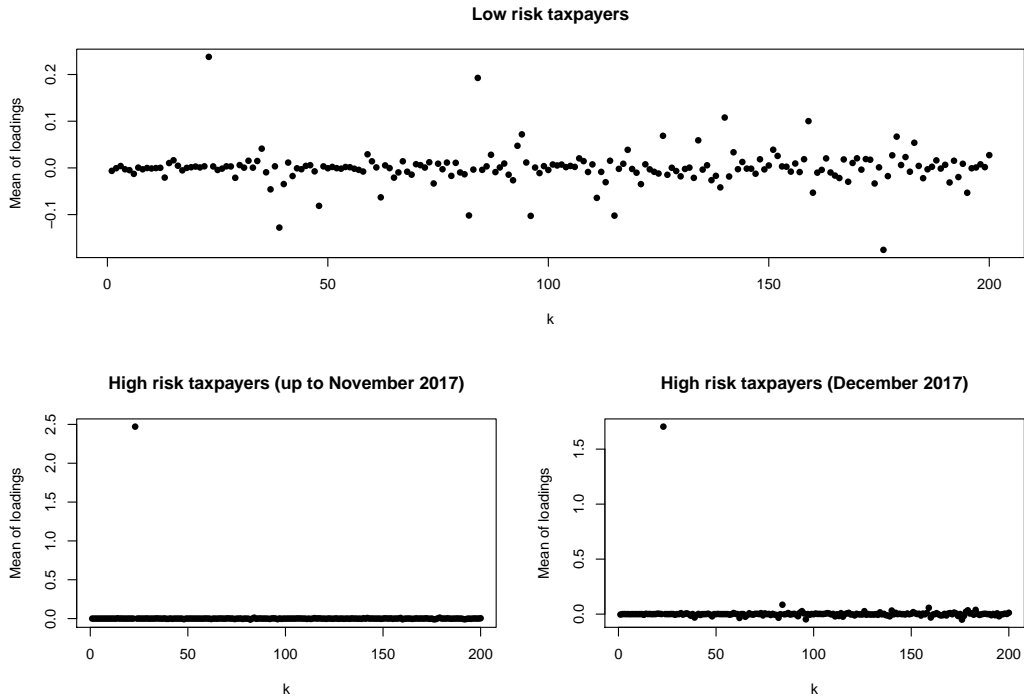 Low risk taxpayers
Mean of loadings
0.2
0.1
0.0
−0.1
0 50 100 150 200
k
High risk taxpayers (up to November 2017)
Mean of loadings
2.5
2.0
1.5
1.0
0.5
0.0
0 50 100 150 200
k
High risk taxpayers (December 2017)
Mean of loadings
1.5
1.0
0.5
0.0
0 50 100 150 200
k